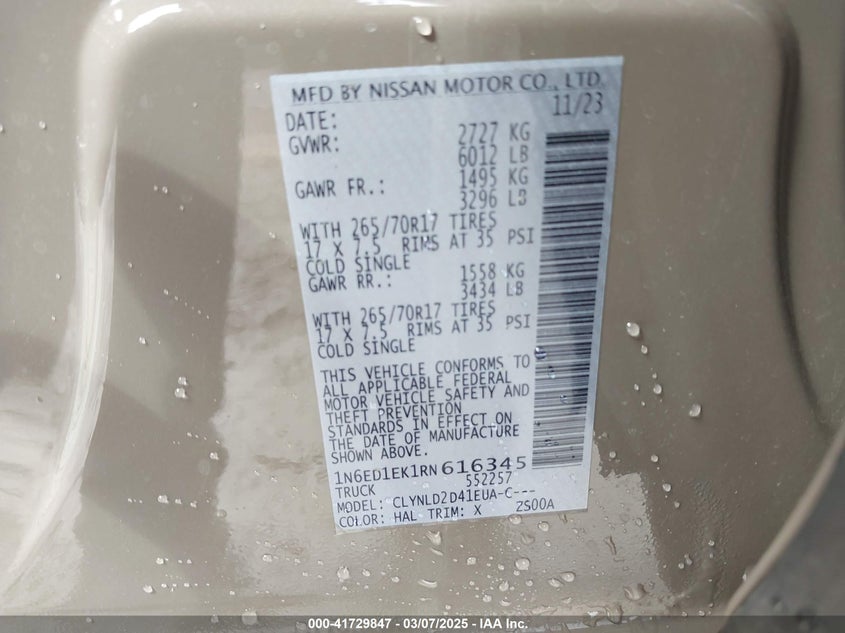 MFD BY NISSAN MOTOR CO., LTD.
DATE: 11/23
GVWR: 2727 KG
6012 LB
GAWR FR.: 1495 KG
3296 LB
WITH 265/70R17 TIRES
17 X 7.5 RIMS AT 35 PSI
COLD SINGLE
GAWR RR.: 1558 KG
3434 LB
WITH 265/70R17 TIRES
17 X 7.5 RIMS AT 35 PSI
COLD SINGLE
THIS VEHICLE CONFORMS TO
ALL APPLICABLE FEDERAL
MOTOR VEHICLE SAFETY AND
THEFT PREVENTION
STANDARDS IN EFFECT ON
THE DATE OF MANUFACTURE
SHOWN ABOVE.
1N6ED1EK1RN616345
TRUCK 552257
MODEL: CLYNLD2D41EUA-C---
COLOR: HAL TRIM: X ZS00A
000-41729847 — 03/07/2025 - IAA Inc.